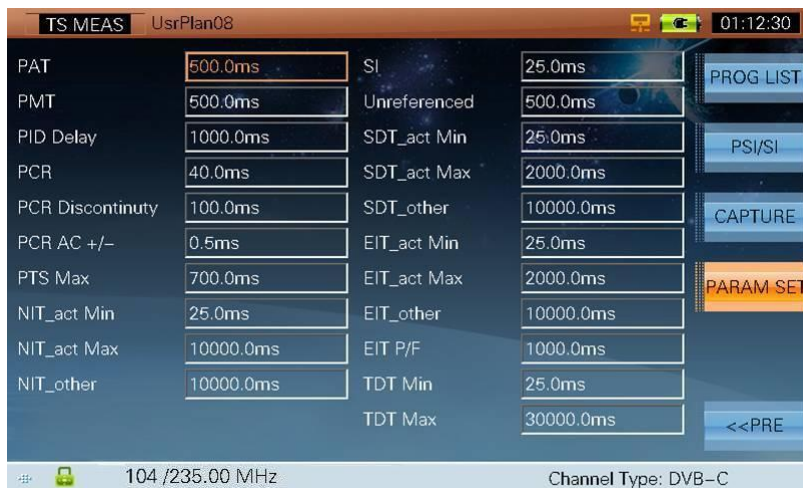 TS MEAS UsrPlan08 01:12:30
PAT 500.0ms SI 25.0ms PROG LIST
PMT 500.0ms Unreferenced 500.0ms
PID Delay 1000.0ms SDT_act Min 25.0ms PSI/SI
PCR 40.0ms SDT_act Max 2000.0ms
PCR Discontinuty 100.0ms SDT_other 10000.0ms CAPTURE
PCR AC +/– 0.5ms EIT_act Min 25.0ms
PTS Max 700.0ms EIT_act Max 2000.0ms PARAM SET
NIT_act Min 25.0ms EIT_other 10000.0ms
NIT_act Max 10000.0ms EIT P/F 1000.0ms
NIT_other 10000.0ms TDT Min 25.0ms
TDT Max 30000.0ms <<PRE
104 /235.00 MHz Channel Type: DVB–C